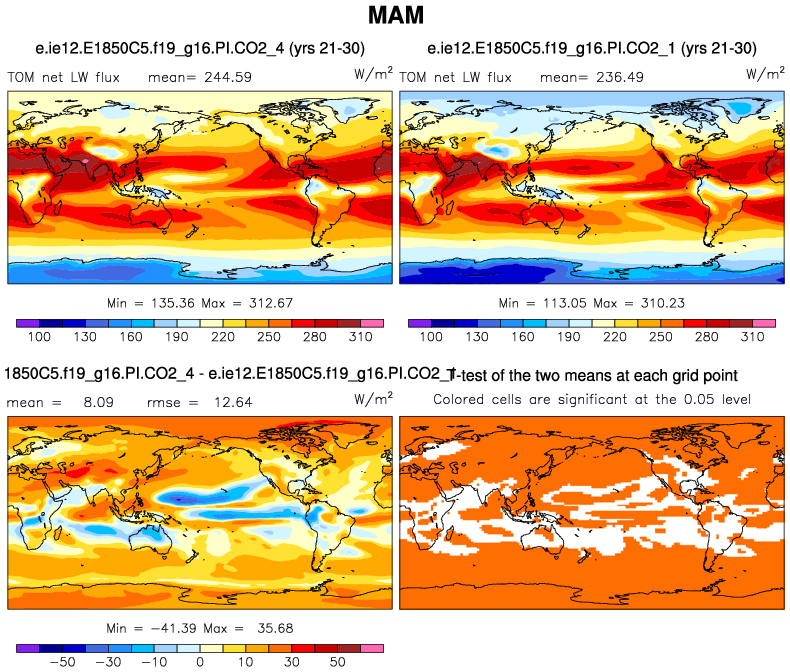 MAM
e.ie12.E1850C5.f19_g16.PI.CO2_4 (yrs 21-30)
TOM net LW flux mean= 244.59 W/m2
Min = 135.36 Max = 312.67
100 130 160 190 220 250 280 310
e.ie12.E1850C5.f19_g16.PI.CO2_1 (yrs 21-30)
TOM net LW flux mean= 236.49 W/m2
Min = 113.05 Max = 310.23
100 130 160 190 220 250 280 310
1850C5.f19_g16.PI.CO2_4 - e.ie12.E1850C5.f19_g16.PI.CO2_1
mean = 8.09 rmse = 12.64 W/m2
Min = -41.39 Max = 35.68
-50 -30 -10 0 10 30 50
T-test of the two means at each grid point
Colored cells are significant at the 0.05 level